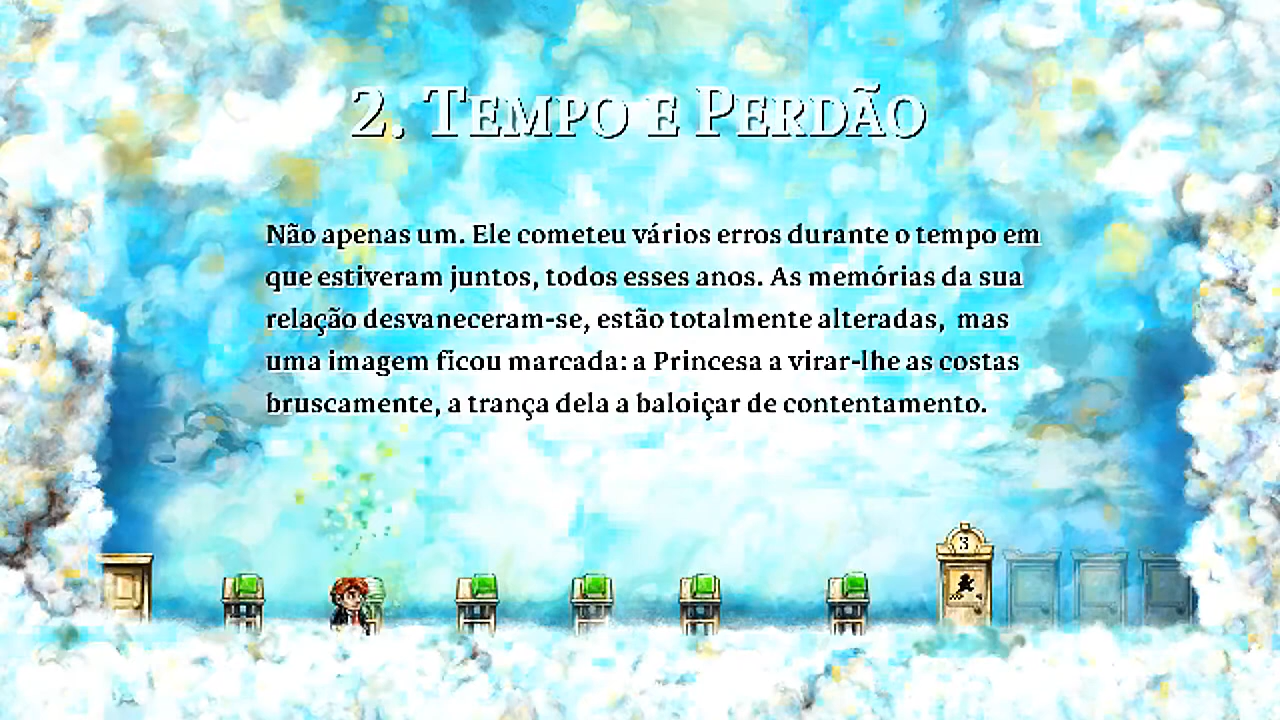 2. Tempo e Perdão
Não apenas um. Ele cometeu vários erros durante o tempo em
que estiveram juntos, todos esses anos. As memórias da sua
relação desvaneceram-se, estão totalmente alteradas, mas
uma imagem ficou marcada: a Princesa a virar-lhe as costas
bruscamente, a trança dela a baloiçar de contentamento.
3